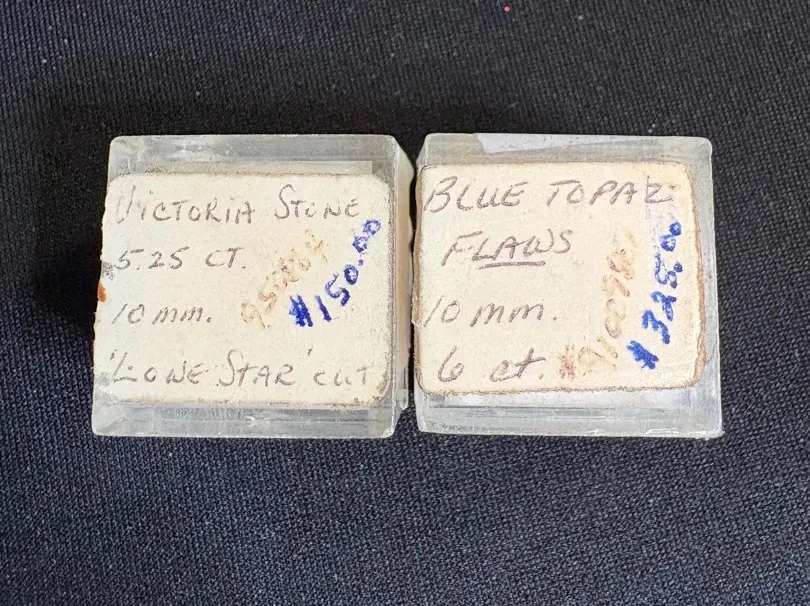 Victoria Stone
5.25 CT.
10 mm.
$150.00
'Lone Star' cut
Blue Topaz
Flaws
10 mm.
$325.00
6 ct.